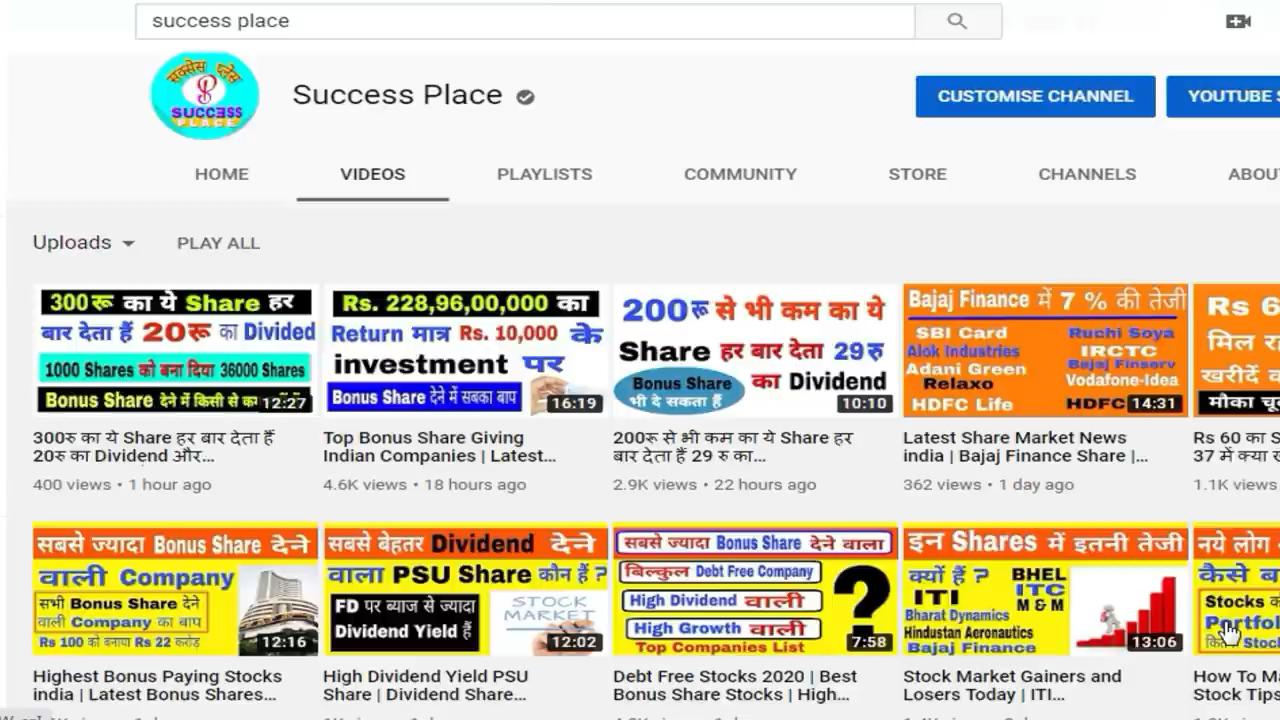 success place
सक्सेस प्लेस
SUCCESS
PLACE
Success Place
CUSTOMISE CHANNEL
YOUTUBE
HOME
VIDEOS
PLAYLISTS
COMMUNITY
STORE
CHANNELS
ABOU
Uploads
PLAY ALL
300रू का ये Share हर
बार देता हैं 20रू का Divided
1000 Shares को बना दिया 36000 Shares
Bonus Share देने में किसी से
12:27
Rs. 228,96,00,000 का
Return मात्र Rs. 10,000 के
investment पर
Bonus Share देने में सबका बाप
16:19
200रू से भी कम का ये
Share हर बार देता 29रु
Bonus Share
भी दे सकता हैं
का Dividend
10:10
Bajaj Finance में 7 % की तेजी
SBI Card
Ruchi Soya
Alok Industries
IRCTC
Adani Green
Bajaj Finserv
Relaxo
Vodafone-Idea
HDFC Life
HDFC
14:31
Rs 6
मिल
खरीदें
मौका
300रु का ये Share हर बार देता हैं
20रु का Dividend और...
400 views • 1 hour ago
Top Bonus Share Giving
Indian Companies | Latest...
4.6K views • 18 hours ago
200रू से भी कम का ये Share हर
बार देता हैं 29 रु का...
2.9K views • 22 hours ago
Latest Share Market News
india | Bajaj Finance Share |...
362 views • 1 day ago
Rs 60 का S
37 में क्या
1.1K views
सबसे ज्यादा Bonus Share देने
वाली Company
सभी Bonus Share देने
वाली Company का बाप
Rs 100 को बनाया Rs 22 करोड़
12:16
सबसे बेहतर Dividend देने
वाला PSU Share कौन हैं ?
FD पर ब्याज से ज्यादा
Dividend Yield हैं
STOCK
MARKET
12:02
सबसे ज्यादा Bonus Share देने वाला
बिल्कुल Debt Free Company
High Dividend वाली
High Growth वाली
Top Companies List
?
7:58
इन Shares में इतनी तेजी
क्यों हैं ?
BHEL
ITI
ITC
M & M
Bharat Dynamics
Hindustan Aeronautics
Bajaj Finance
13:06
नये लोग
कैसे
Stocks
Portfol
Stoc
Highest Bonus Paying Stocks
india | Latest Bonus Shares...
High Dividend Yield PSU
Share | Dividend Share...
Debt Free Stocks 2020 | Best
Bonus Share Stocks | High...
Stock Market Gainers and
Losers Today | ITI...
How To Ma
Stock Tips